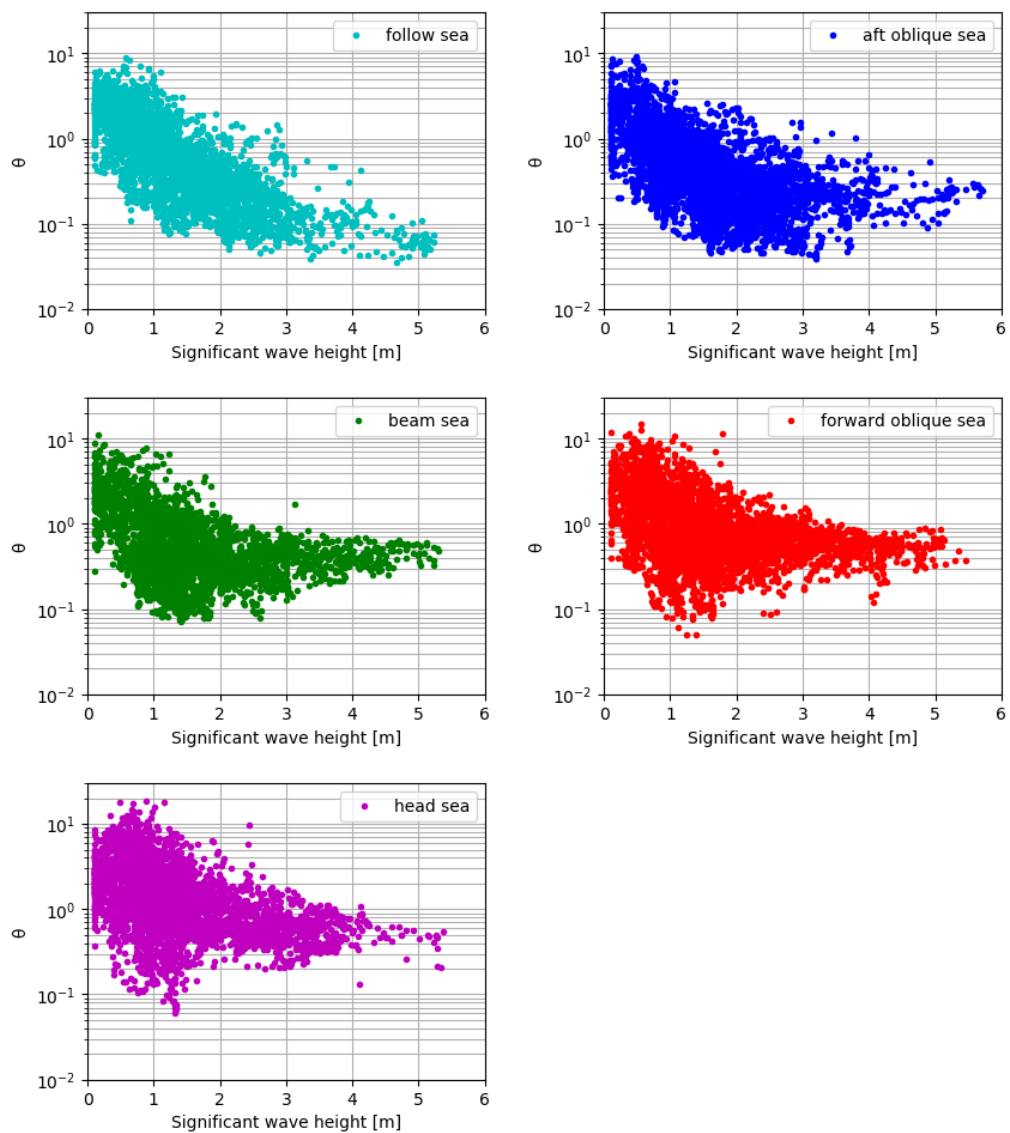 follow sea
10¹
10⁰
10⁻¹
10⁻²
θ
0 1 2 3 4 5 6
Significant wave height [m]
aft oblique sea
10¹
10⁰
10⁻¹
10⁻²
θ
0 1 2 3 4 5 6
Significant wave height [m]
beam sea
10¹
10⁰
10⁻¹
10⁻²
θ
0 1 2 3 4 5 6
Significant wave height [m]
forward oblique sea
10¹
10⁰
10⁻¹
10⁻²
θ
0 1 2 3 4 5 6
Significant wave height [m]
head sea
10¹
10⁰
10⁻¹
10⁻²
θ
0 1 2 3 4 5 6
Significant wave height [m]